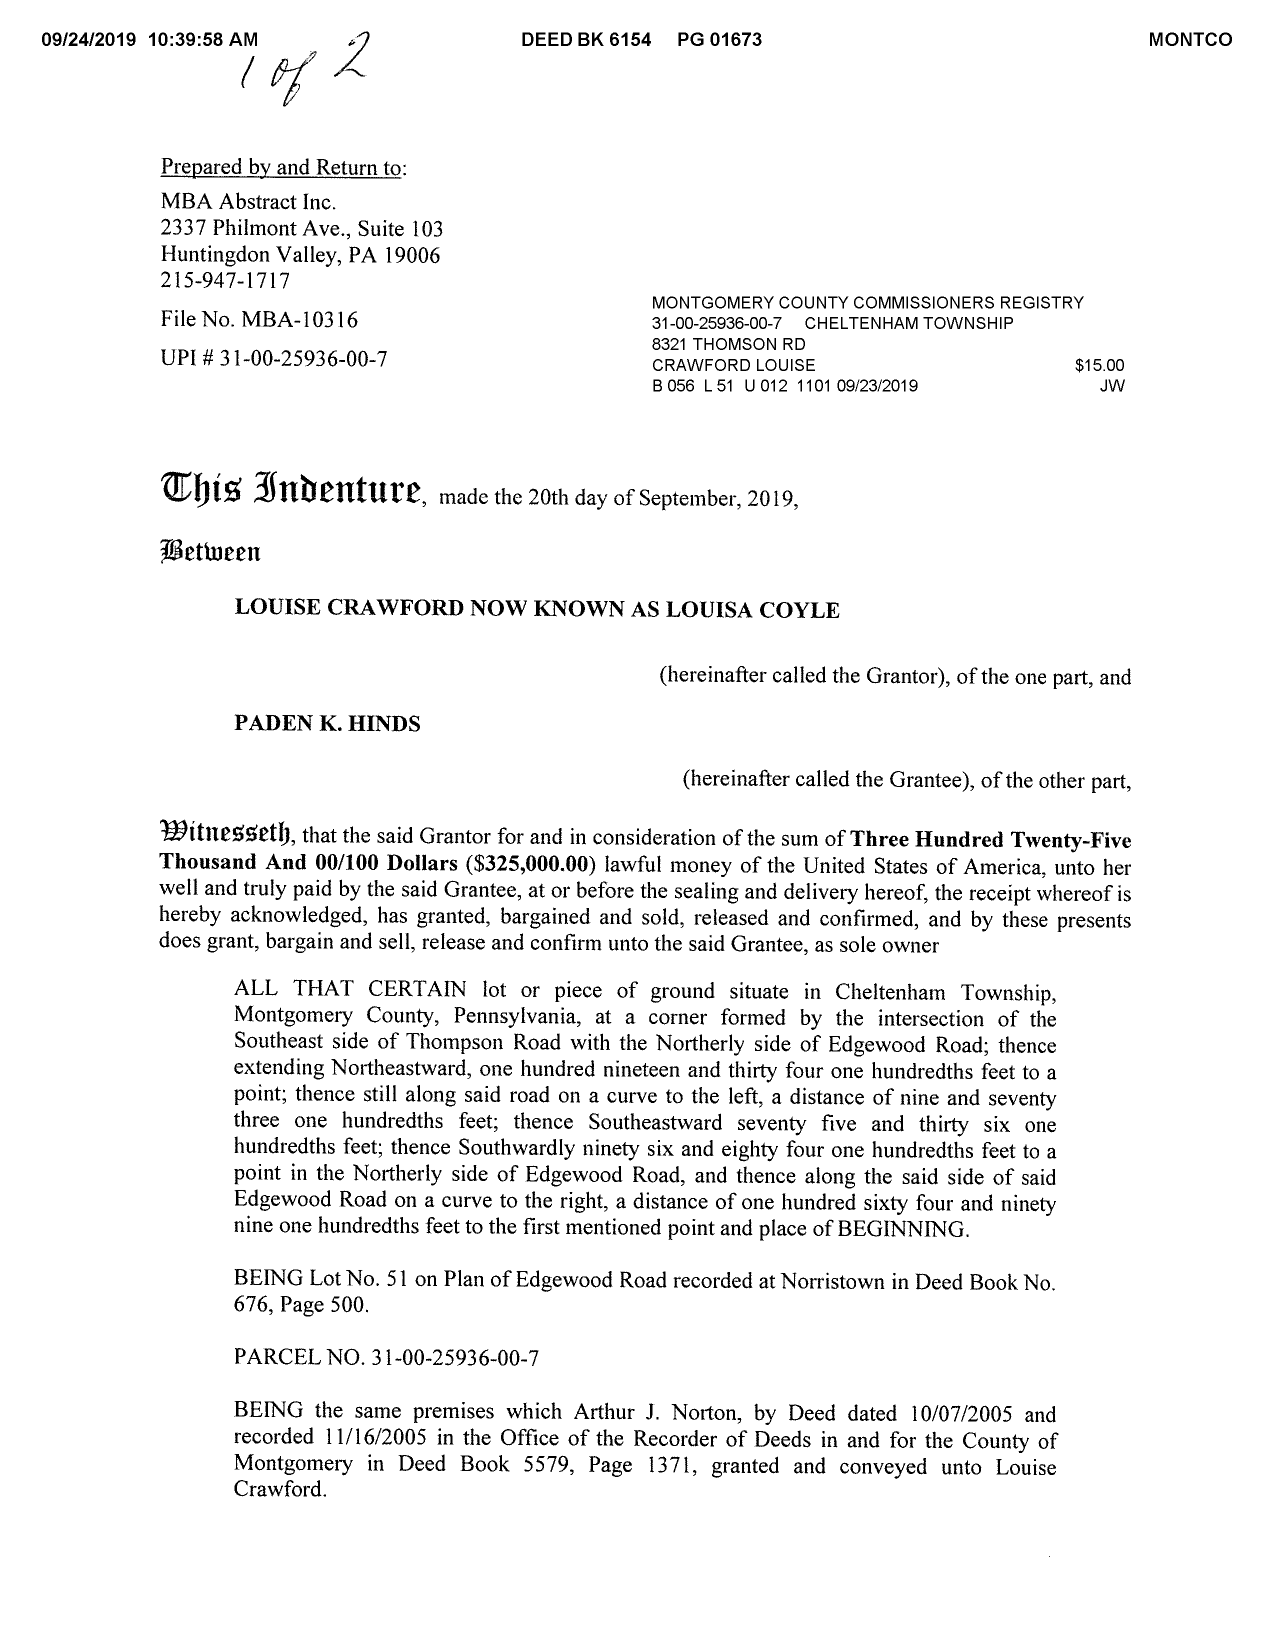 09/24/2019 10:39:58 AM DEED BK 6154 PG 01673 MONTCO
1 of 2
Prepared by and Return to:
MBA Abstract Inc.
2337 Philmont Ave., Suite 103
Huntingdon Valley, PA 19006
215-947-1717
File No. MBA-10316
UPI # 31-00-25936-00-7
MONTGOMERY COUNTY COMMISSIONERS REGISTRY
31-00-25936-00-7 CHELTENHAM TOWNSHIP
8321 THOMSON RD
CRAWFORD LOUISE $15.00
B 056 L 51 U 012 1101 09/23/2019 JW
This Indenture, made the 20th day of September, 2019,
Between
LOUISE CRAWFORD NOW KNOWN AS LOUISA COYLE
(hereinafter called the Grantor), of the one part, and
PADEN K. HINDS
(hereinafter called the Grantee), of the other part,
Witnesseth, that the said Grantor for and in consideration of the sum of Three Hundred Twenty-Five
Thousand And 00/100 Dollars ($325,000.00) lawful money of the United States of America, unto her
well and truly paid by the said Grantee, at or before the sealing and delivery hereof, the receipt whereof is
hereby acknowledged, has granted, bargained and sold, released and confirmed, and by these presents
does grant, bargain and sell, release and confirm unto the said Grantee, as sole owner
ALL THAT CERTAIN lot or piece of ground situate in Cheltenham Township,
Montgomery County, Pennsylvania, at a corner formed by the intersection of the
Southeast side of Thompson Road with the Northerly side of Edgewood Road; thence
extending Northeastward, one hundred nineteen and thirty four one hundredths feet to a
point; thence still along said road on a curve to the left, a distance of nine and seventy
three one hundredths feet; thence Southeastward seventy five and thirty six one
hundredths feet; thence Southwardly ninety six and eighty four one hundredths feet to a
point in the Northerly side of Edgewood Road, and thence along the said side of said
Edgewood Road on a curve to the right, a distance of one hundred sixty four and ninety
nine one hundredths feet to the first mentioned point and place of BEGINNING.
BEING Lot No. 51 on Plan of Edgewood Road recorded at Norristown in Deed Book No.
676, Page 500.
PARCEL NO. 31-00-25936-00-7
BEING the same premises which Arthur J. Norton, by Deed dated 10/07/2005 and
recorded 11/16/2005 in the Office of the Recorder of Deeds in and for the County of
Montgomery in Deed Book 5579, Page 1371, granted and conveyed unto Louise
Crawford.